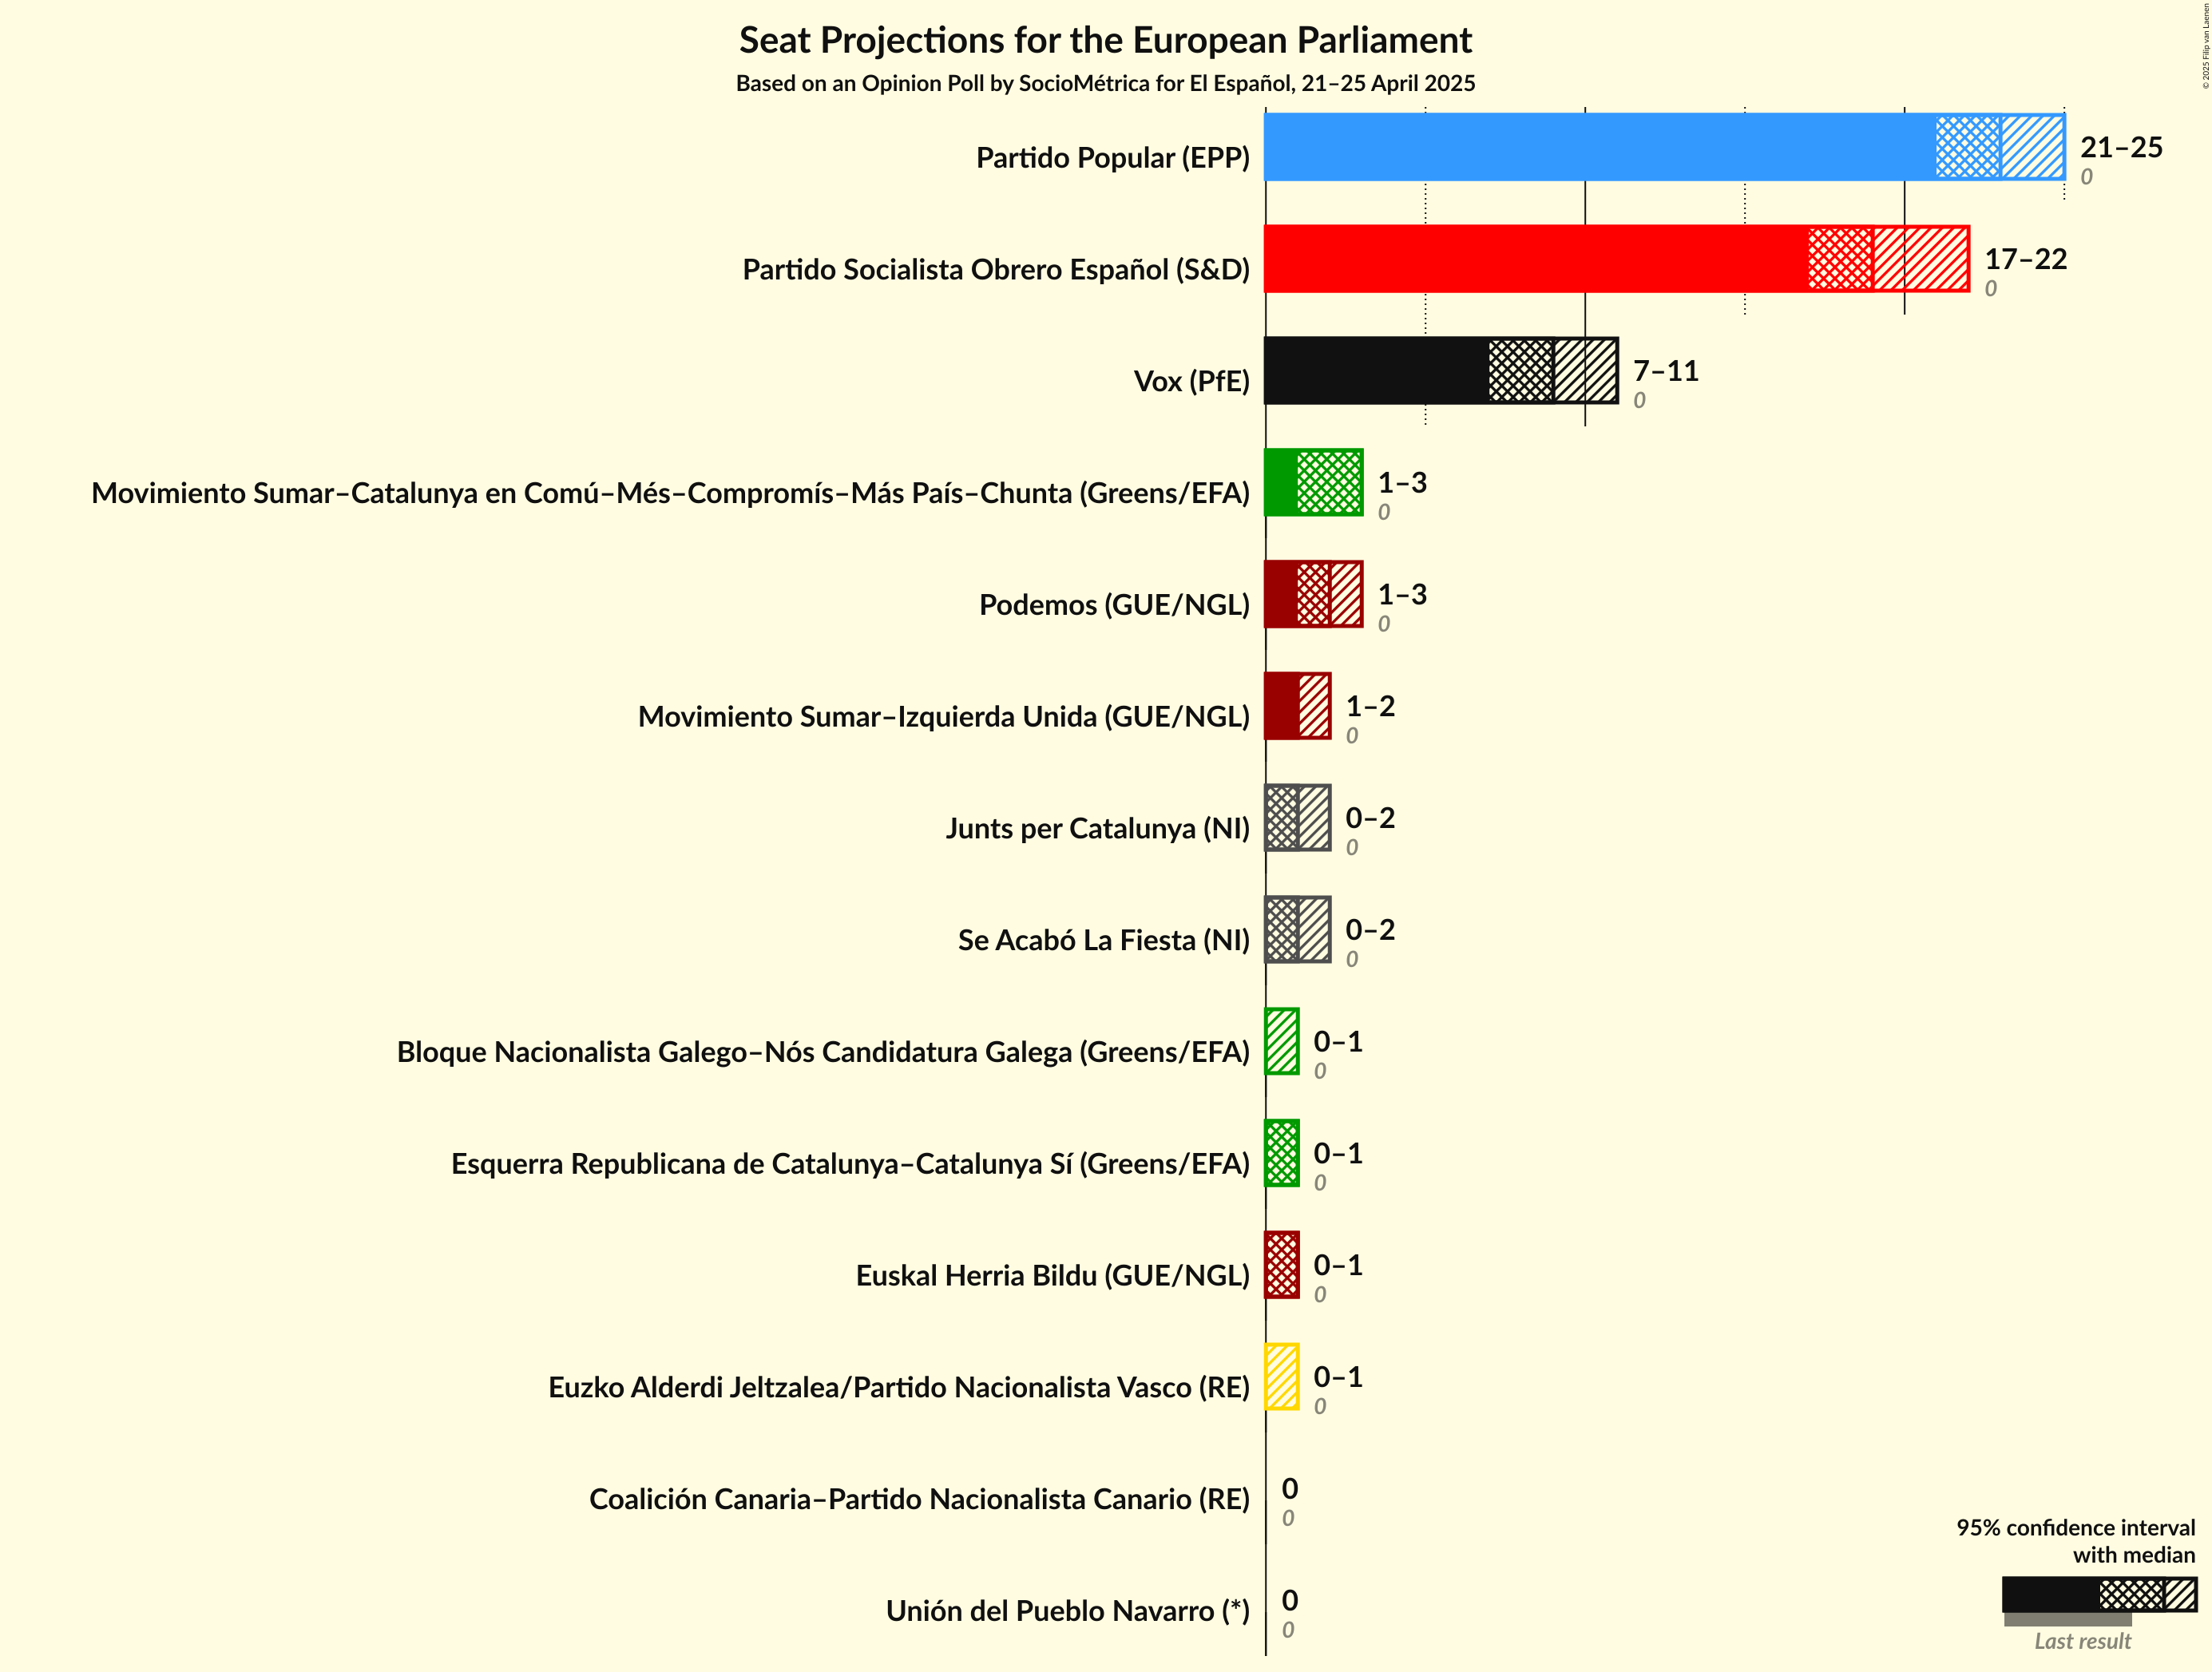 Seat Projections for the European Parliament
Based on an Opinion Poll by SocioMétrica for El Español, 21–25 April 2025
© 2025 Filip van Laenen
Partido Popular (EPP)
21–25
0
Partido Socialista Obrero Español (S&D)
17–22
0
Vox (PfE)
7–11
0
Movimiento Sumar–Catalunya en Comú–Més–Compromís–Más País–Chunta (Greens/EFA)
1–3
0
Podemos (GUE/NGL)
1–3
0
Movimiento Sumar–Izquierda Unida (GUE/NGL)
1–2
0
Junts per Catalunya (NI)
0–2
0
Se Acabó La Fiesta (NI)
0–2
0
Bloque Nacionalista Galego–Nós Candidatura Galega (Greens/EFA)
0–1
0
Esquerra Republicana de Catalunya–Catalunya Sí (Greens/EFA)
0–1
0
Euskal Herria Bildu (GUE/NGL)
0–1
0
Euzko Alderdi Jeltzalea/Partido Nacionalista Vasco (RE)
0–1
0
Coalición Canaria–Partido Nacionalista Canario (RE)
0
0
Unión del Pueblo Navarro (*)
0
0
95% confidence interval
with median
Last result